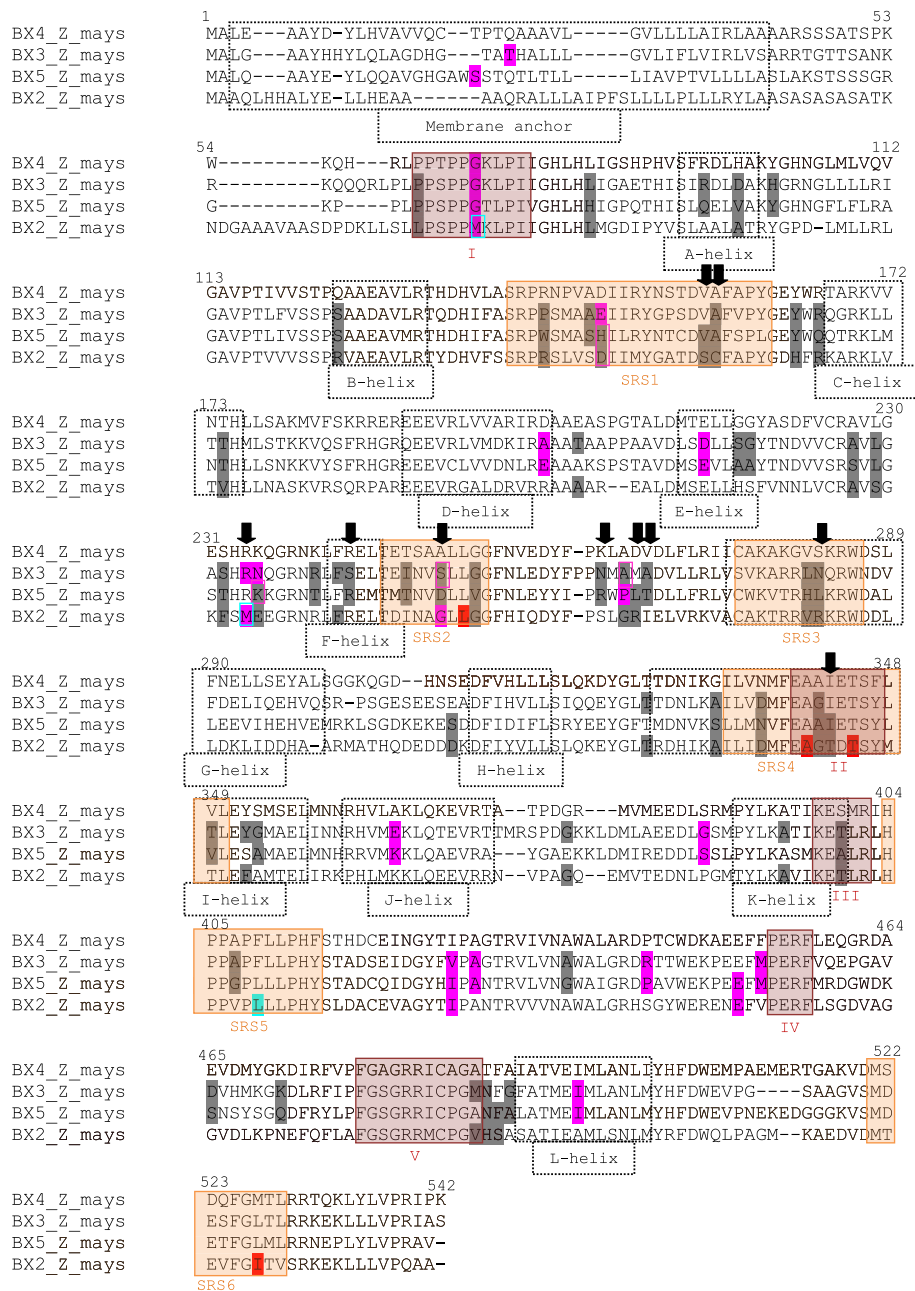 1 53
BX4_Z_mays MALE---AAYD-YLHVAVVQC---TPTQAAAVL---GVLLLLAIRLAAAARSSSATSPK
BX3_Z_mays MALG---AAYHHYLQLAGDHG---TATHALLL----GVLIFLVIRLVSARRTGTTSANK
BX5_Z_mays MALQ---AAYE-YLQQAVGHGAWSSTQTLTLL----LIAVPTVLLLLASLAKSTSSSGR
BX2_Z_mays MAAQLHHALYE-LLHEAA-----AAQRALLLAIPFSLLLLPLLLRYLAASASASASATK
Membrane anchor
54 112
BX4_Z_mays W---------KQH---RLPPTPPGKLPIIGHLHLIGSHPHVSFRDLHAKYGHNGLMLVQV
BX3_Z_mays R---------KQQQRLPLPPSPPGKLPIIGHLHLIGAETHISIRDLDAKHGRNGLLLLRI
BX5_Z_mays G---------KP----PLPPSPPGTLPIVGHLHHIGPQTHISLQELVAKYGHNGFLFLRA
BX2_Z_mays NDGAAVAASDPDKLLSLLPSPPMKLPIIGHLHLMGDIPYVSLAALATRYGPD-LMLLRL
I
A-helix
113 172
BX4_Z_mays GAVPTIVVSTPQAAEAVLRTHDHVLASRPRNPVADIIRYNSTDVAFAPYGEYWRTARKVV
BX3_Z_mays GAVPTLFVSSPSAADAVLRTQDHIFASRPPSMAAEIIRYGPSDVAFVPYGEYWRQGRKLL
BX5_Z_mays GAVPTVIVSSPSAAEAVMRTHDHIFASRPWSMASHILRYNTCDVAFSPLGEYWQQTRKLM
BX2_Z_mays GAVPTVVVSSPRVAEAVLRTYDHVFSSRPRSLVSDIIMYGATDSCFAPYGDHFRKARKLV
B-helix
SRS1
C-helix
173 230
BX4_Z_mays NTHLLSAKMVFSKRRREREEEVRLVVARIRDAAEASPGTALDMTELLGGYASDFVCRAVLG
BX3_Z_mays TTHMLSTKKVQSFRHGRQEEVRLVMDKIRAAATAAPPAAVDLSDLLSGYTNDVVCRAVLG
BX5_Z_mays NTHLLSNKKVYSFRHGREEEVCLVVDNLREAAAKSPSTAVDMSEVLAAYTNDVVSRSVLG
BX2_Z_mays TVHLLNASKVRSQRPAREEEVRGALDRVRRAAAAR--EALDMSELLHSFVNNLVCRAVSG
D-helix
E-helix
231 289
BX4_Z_mays ESHRKQGRNKLFRELTETSAALLGGFNVEDYF-PKLADVDLFLRIICAKAKGVSKRWDSL
BX3_Z_mays ASHRNQGRNRLFSELTEINVSLLGGFNLEDYFPPNMAMADVLLRLVSVKARRLNQRWNDV
BX5_Z_mays STHRKKGRNTLFREMTMTNVDLLVGFNLEYYI-PRWPLTDLLFRLVCWKVTRHLKRWDAL
BX2_Z_mays KFSMEEGRNRLFRELTDINAGLLGGFHIQDYF-PSLGRIELVRKVACAKTRRVRKRWDDL
F-helix
SRS2
SRS3
290 348
BX4_Z_mays FNELLSEYALSGGKQGD--HNSEDFVHLLLSLQKDYGLTTDNIKGILVNMFEAAIETSFL
BX3_Z_mays FDELIQEHVQSR-PSGESEESEADFIHVLLSIQQEYGLTTDNLKAILVDMFEAGIETSYL
BX5_Z_mays LEEVIHEHVEMRKLSGDKEKESDDFIDIFLSRYEEYGFTMDNVKSLLMNVFEAAIETSYL
BX2_Z_mays LDKLIDDHA-ARMATHQDEDDDKDFIYVLLSLQKEYGLTRDHIKAILIDMFEAGTDTSYM
G-helix
H-helix
SRS4
II
349 404
BX4_Z_mays VLEYSMSELMNNRHVLAKLQKEVRTA--TPDGR--MVMEEDLSRMPYLKATIKESMRIH
BX3_Z_mays TLEYGMAELINNRHVMEKLQTEVRTTMRSPDGKKLDMLAEEDLGSMPYLKATIKETLRLH
BX5_Z_mays VLESAMAELMNHRRVMKKLQAEVRA---YGAEKKLDMIREDDLSSLPYLKASMKEALRLH
BX2_Z_mays TLEFAMTELIRKPHLMKKLQEEVRRN--VPAGQ--EMVTEDNLPGMTYLKAVIKETLRLH
I-helix
J-helix
K-helix
III
405 464
BX4_Z_mays PPAPFLLPHFSTHDCEINGYTIPAGTRVIVNAWALARDPTCWDKAEEFFPERFLEQGRDA
BX3_Z_mays PPAPFLLPHYSTADSEIDGYFVPAGTRVLVNAWALGRDRTTWEKPEEFMPERFVQEPGAV
BX5_Z_mays PPGPLLLPHYSTADCQIDGYHIPANTRVLVNGWAIGRDPAVWEKPEEFMPERFMRDGWDK
BX2_Z_mays PPVPLLLPHYSLDACEVAGYTIPANTRVVVNAWALGRHSGYWERENEFVPERFLSGDVAG
SRS5
IV
465 522
BX4_Z_mays EVDMYGKDIRFVPFGAGRRICAGATFAIATVEIMLANLIYHFDWEMPAEMERTGAKVDMS
BX3_Z_mays DVHMKGKDLRFIPFGSGRRICPGMNFGFATMEIMLANLMYHFDWEVPG----SAAGVSMD
BX5_Z_mays SNSYSGQDFRYLPFGSGRRICPGANFALATMEIMLANLMYHFDWEVPNEKEDGGGKVSMD
BX2_Z_mays GVDLKPNEFQFLAFGSGRRMCPGVHSASATIEAMLSNLMYRFDWQLPAGM--KAEDVDMT
V
L-helix
523 542
BX4_Z_mays DQFGMTLRRTQKLYLVPRIPK
BX3_Z_mays ESFGLTLRRKEKLLLVPRIAS
BX5_Z_mays ETFGLMLRRNEPLYLVPRAV-
BX2_Z_mays EVFGITVSRKEKLLLVPQAA-
SRS6